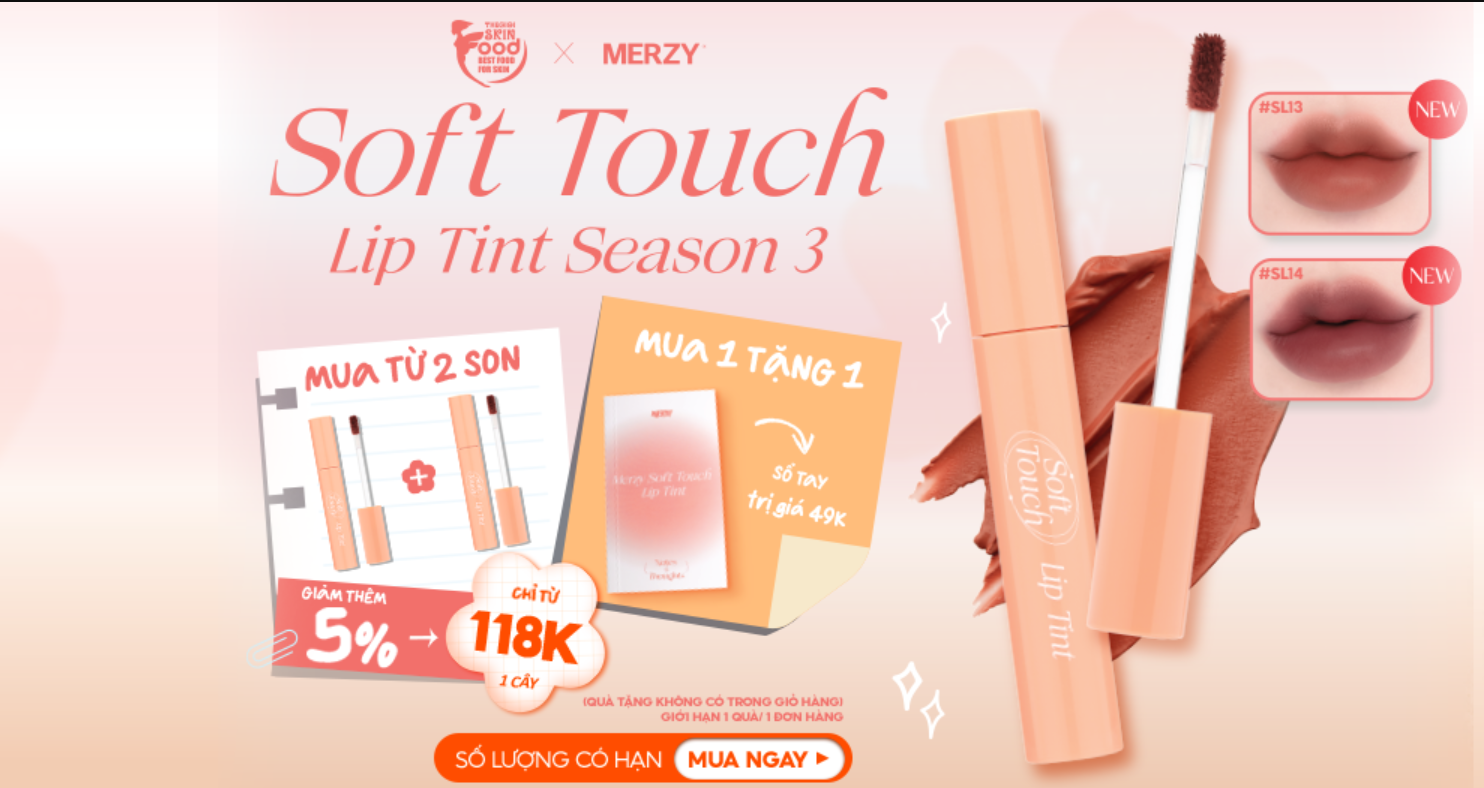 THẾGIỚI
SKIN
Food
BEST FOOD
FOR SKIN
MERZY
Soft Touch
Lip Tint Season 3
MUA TỪ 2 SON
GIẢM THÊM
5%
CHỈ TỪ
118K
1 CÂY
MUA 1 TẶNG 1
MERZY
Merzy Soft Touch
Lip Tint
Thoughts
SỐ TAY
trị giá 49K
(QUÀ TẶNG KHÔNG CÓ TRONG GIỎ HÀNG)
GIỚI HẠN 1 QUÀ/ 1 ĐƠN HÀNG
SỐ LƯỢNG CÓ HẠN
MUA NGAY
Soft
Touch
Lip Tint
#SL13
NEW
#SL14
NEW